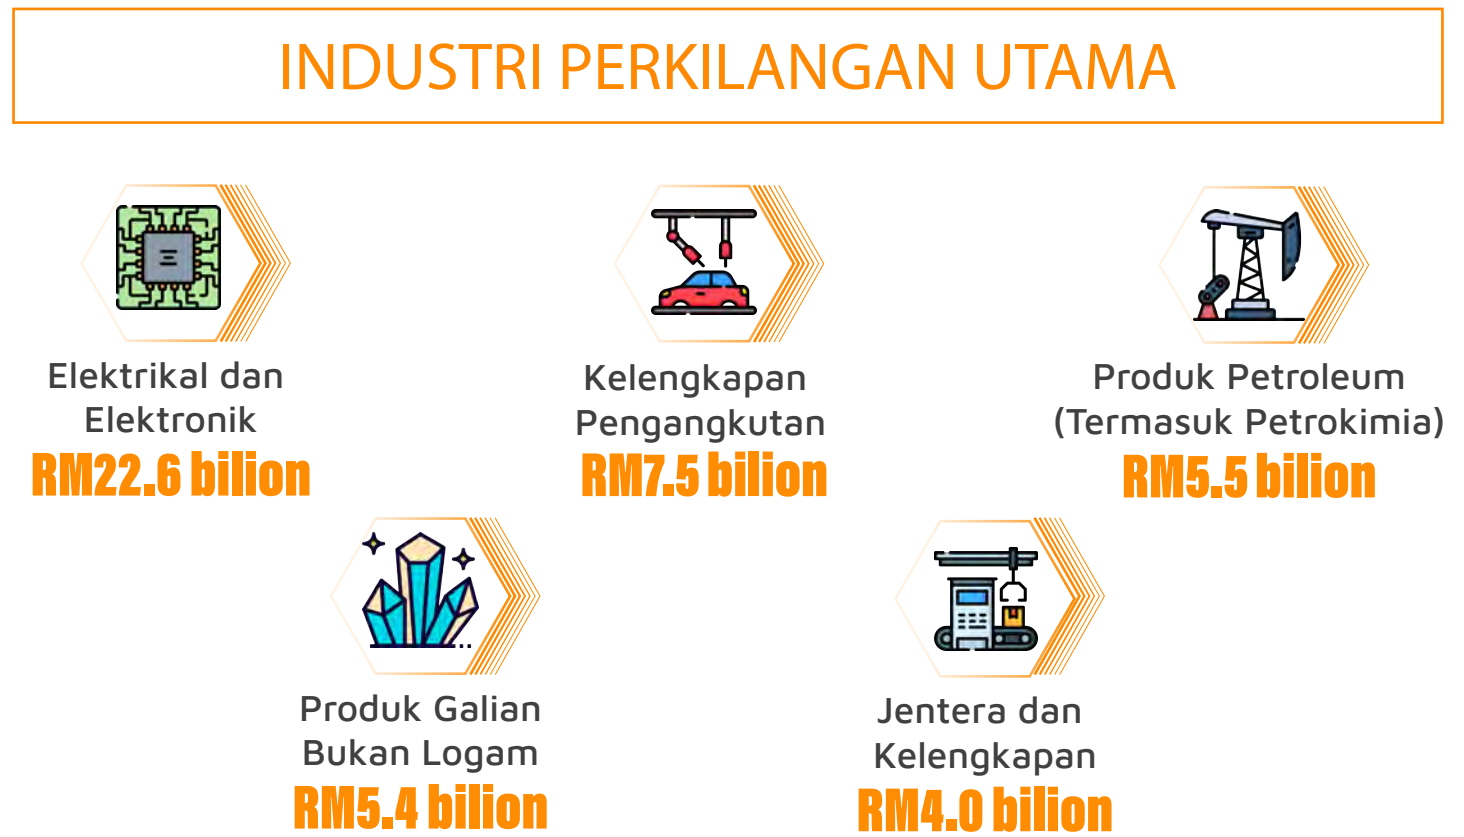 INDUSTRI PERKILANGAN UTAMA
Elektrikal dan
Elektronik
RM22.6 bilion
Kelengkapan
Pengangkutan
RM7.5 bilion
Produk Petroleum
(Termasuk Petrokimia)
RM5.5 bilion
Produk Galian
Bukan Logam
RM5.4 bilion
Jentera dan
Kelengkapan
RM4.0 bilion